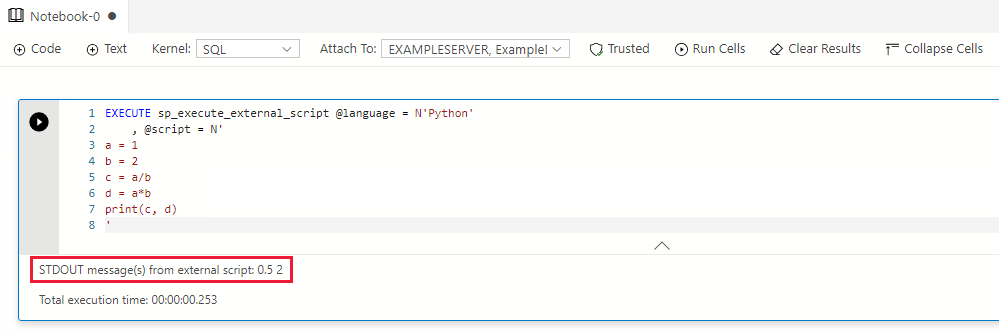 Notebook-0
Code Text Kernel: SQL Attach To: EXAMPLESERVER, Examplel Trusted Run Cells Clear Results Collapse Cells
1 EXECUTE sp_execute_external_script @language = N'Python'
2 , @script = N'
3 a = 1
4 b = 2
5 c = a/b
6 d = a*b
7 print(c, d)
8 '
STDOUT message(s) from external script: 0.5 2
Total execution time: 00:00:00.253